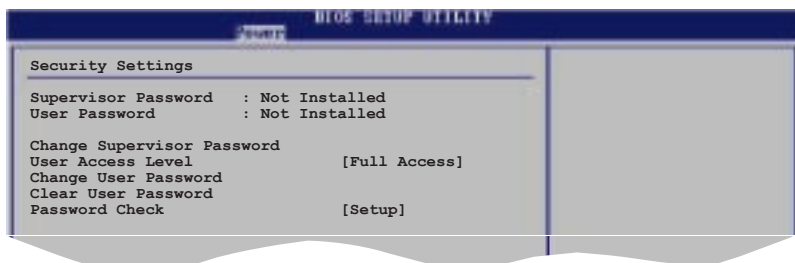 BIOS SETUP UTILITY
Power
Security Settings
Supervisor Password : Not Installed
User Password : Not Installed
Change Supervisor Password
User Access Level [Full Access]
Change User Password
Clear User Password
Password Check [Setup]